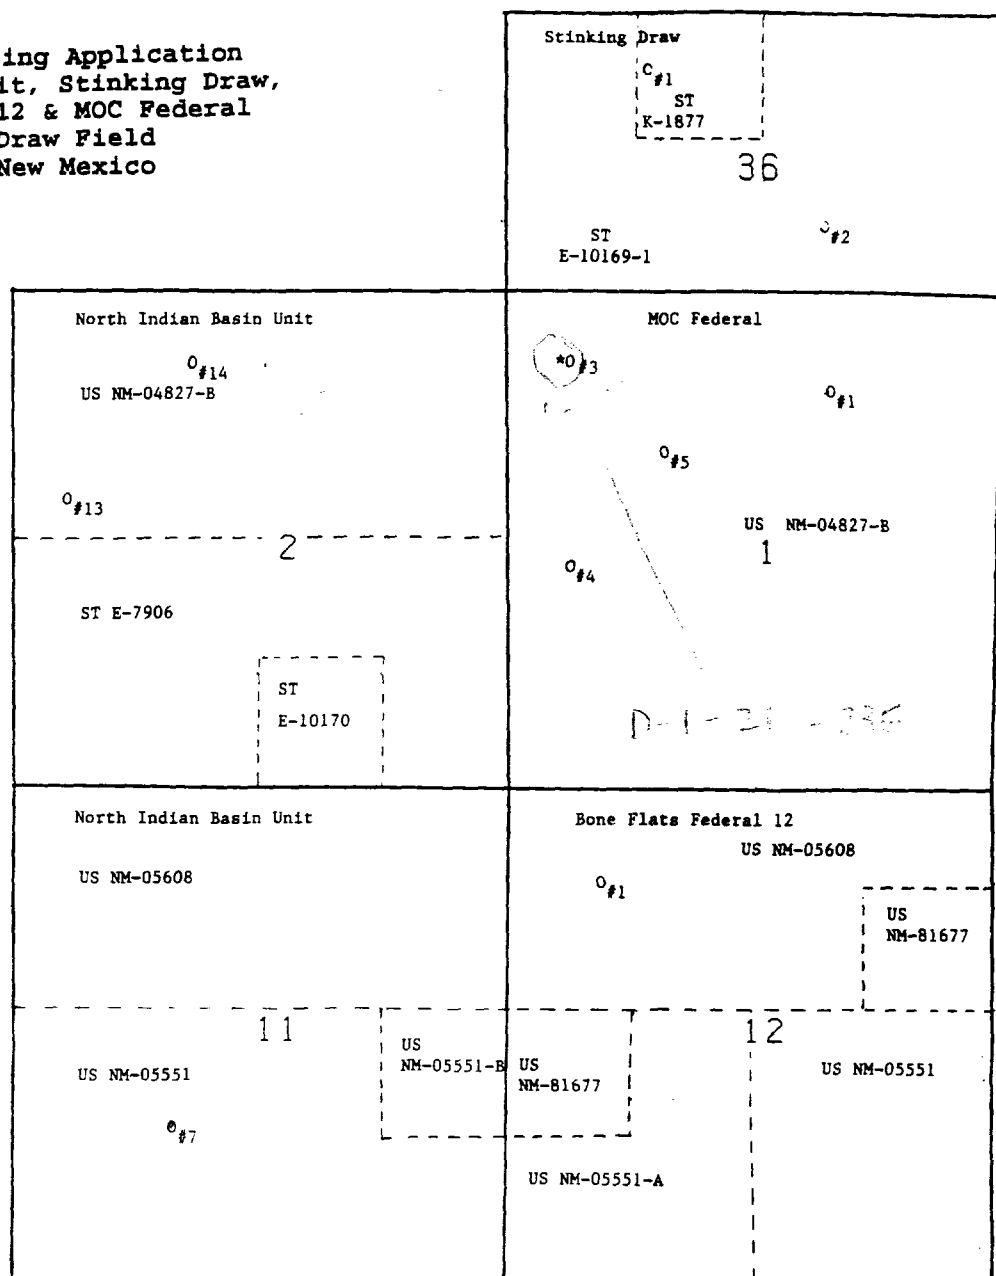 ing Application
it, Stinking Draw,
12 & MOC Federal
Draw Field
New Mexico
Stinking Draw
C#1
ST
K-1877
36
#2
ST
E-10169-1
North Indian Basin Unit
O#14
US NM-04827-B
O#13
2
ST E-7906
ST
E-10170
MOC Federal
*O#3
O#1
O#5
US NM-04827-B
1
O#4
North Indian Basin Unit
US NM-05608
11
US NM-05551
US
NM-05551-B
#7
Bone Flats Federal 12
US NM-05608
O#1
US
NM-81677
12
US
NM-81677
US NM-05551
US NM-05551-A